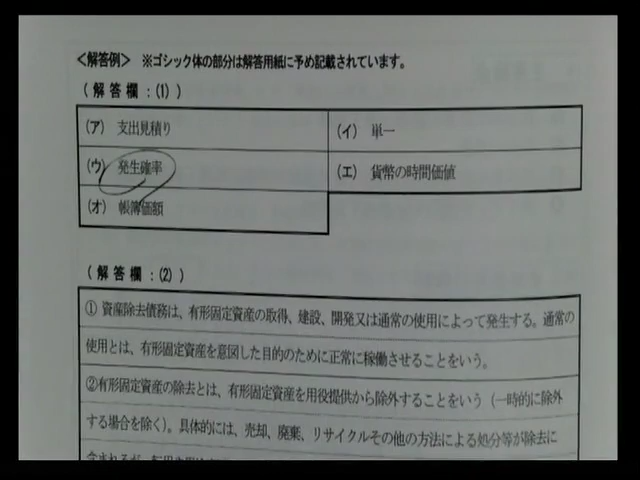 <解答例> ※ゴシック体の部分は解答用紙に予め記載されています。
(解答欄:(1))
(ア) 支出見積り
(イ) 単一
(ウ) 発生確率
(エ) 貨幣の時間価値
(オ) 帳簿価額
(解答欄:(2))
① 資産除去債務は、有形固定資産の取得、建設、開発又は通常の使用によって発生する。通常の
使用とは、有形固定資産を意図した目的のために正常に稼働させることをいう。
②有形固定資産の除去とは、有形固定資産を用役提供から除外することをいう(一時的に除外
する場合を除く)。具体的には、売却、廃棄、リサイクルその他の方法による処分等が除去に